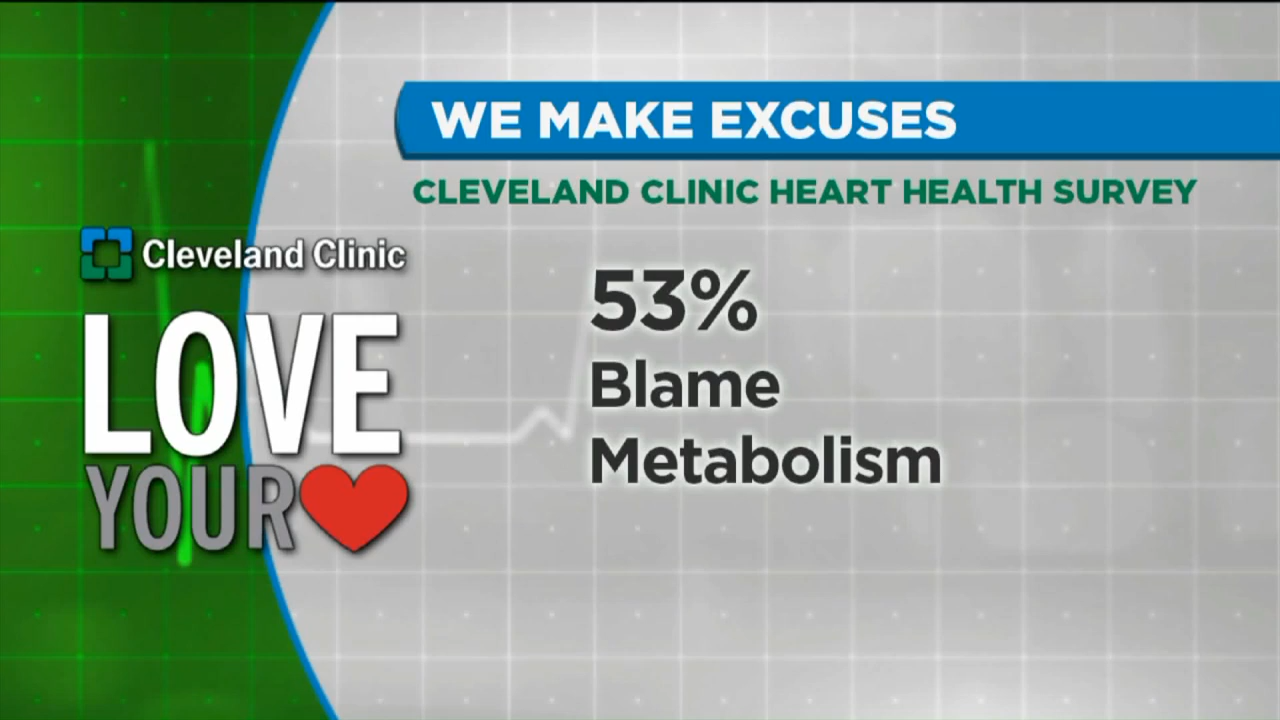 WE MAKE EXCUSES
CLEVELAND CLINIC HEART HEALTH SURVEY
Cleveland Clinic
LOVE
YOUR
53%
Blame
Metabolism